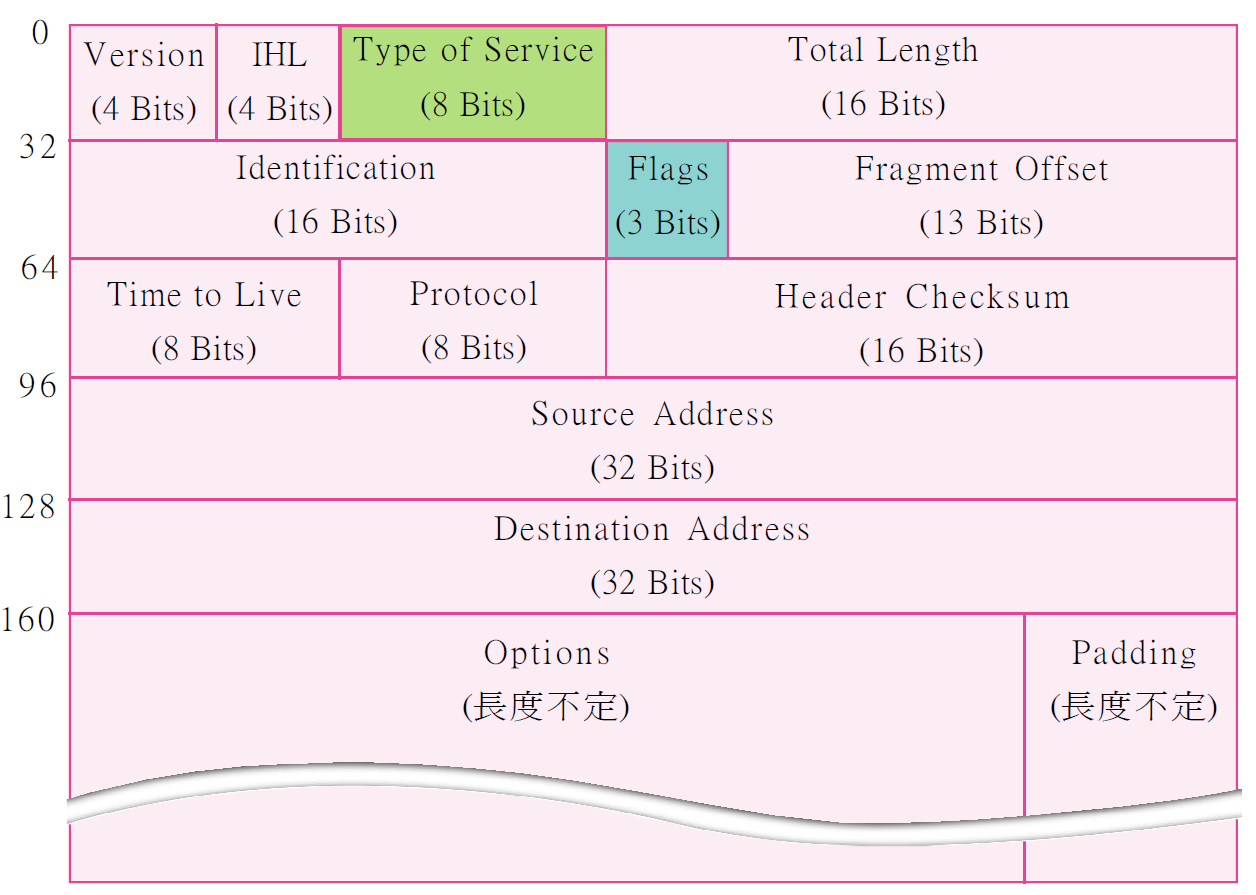 0
Version
(4 Bits)
IHL
(4 Bits)
Type of Service
(8 Bits)
Total Length
(16 Bits)
32
Identification
(16 Bits)
Flags
(3 Bits)
Fragment Offset
(13 Bits)
64
Time to Live
(8 Bits)
Protocol
(8 Bits)
Header Checksum
(16 Bits)
96
Source Address
(32 Bits)
128
Destination Address
(32 Bits)
160
Options
(長度不定)
Padding
(長度不定)